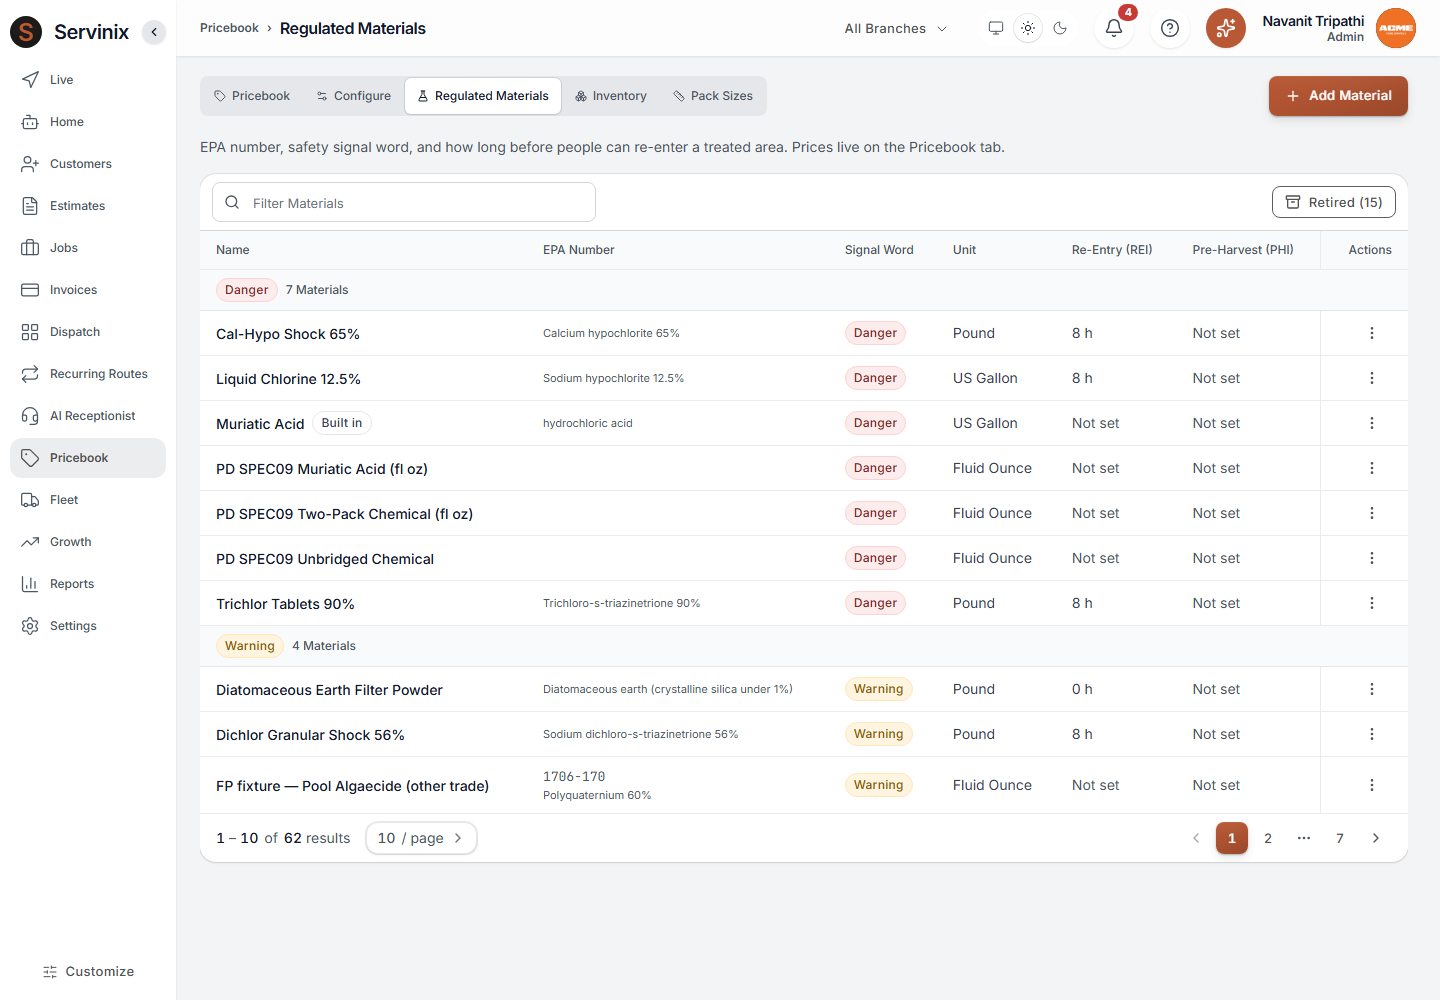 S Servinix
Pricebook › Regulated Materials
All Branches
4
Navanit Tripathi
Admin
ACME
Live
Home
Customers
Estimates
Jobs
Invoices
Dispatch
Recurring Routes
AI Receptionist
Pricebook
Fleet
Growth
Reports
Settings
Customize
Pricebook Configure Regulated Materials Inventory Pack Sizes
+ Add Material
EPA number, safety signal word, and how long before people can re-enter a treated area. Prices live on the Pricebook tab.
Filter Materials
Retired (15)
Name EPA Number Signal Word Unit Re-Entry (REI) Pre-Harvest (PHI) Actions
Danger 7 Materials
Cal-Hypo Shock 65% Calcium hypochlorite 65% Danger Pound 8 h Not set
Liquid Chlorine 12.5% Sodium hypochlorite 12.5% Danger US Gallon 8 h Not set
Muriatic Acid Built in hydrochloric acid Danger US Gallon Not set Not set
PD SPEC09 Muriatic Acid (fl oz) Danger Fluid Ounce Not set Not set
PD SPEC09 Two-Pack Chemical (fl oz) Danger Fluid Ounce Not set Not set
PD SPEC09 Unbridged Chemical Danger Fluid Ounce Not set Not set
Trichlor Tablets 90% Trichloro-s-triazinetrione 90% Danger Pound 8 h Not set
Warning 4 Materials
Diatomaceous Earth Filter Powder Diatomaceous earth (crystalline silica under 1%) Warning Pound 0 h Not set
Dichlor Granular Shock 56% Sodium dichloro-s-triazinetrione 56% Warning Pound 8 h Not set
FP fixture — Pool Algaecide (other trade) 1706-170 Warning Fluid Ounce Not set Not set
Polyquaternium 60%
1 – 10 of 62 results 10 / page
1 2 ••• 7